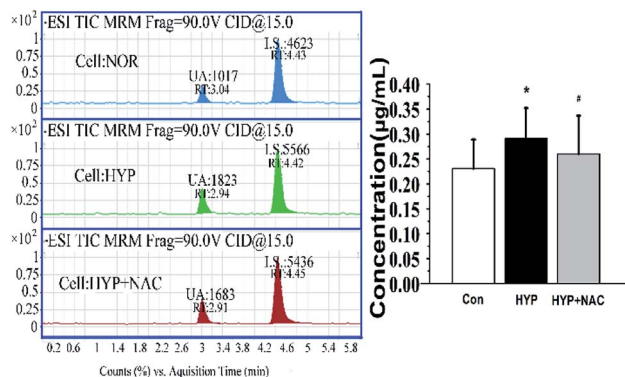 ×10² -ESI TIC MRM Frag=90.0V CID@15.0
1
0.75
0.5
0.25
0
Cell:NOR
UA:1017
RT:3.04
I.S.:4623
RT:4.43
×10² -ESI TIC MRM Frag=90.0V CID@15.0
1
0.75
0.5
0.25
0
Cell:HYP
UA:1823
RT:2.94
I.S.:5566
RT:4.42
×10² -ESI TIC MRM Frag=90.0V CID@15.0
1
0.75
0.5
0.25
0
Cell:HYP+NAC
UA:1683
RT:2.91
I.S.:5436
RT:4.45
0.2 0.6 1 1.4 1.8 2.2 2.6 3 3.4 3.8 4.2 4.6 5 5.4 5.8
Counts (%) vs. Aquisition Time (min)
Concentration(μg/mL)
0.40
0.35
0.30
0.25
0.20
0.15
0.10
0.05
0.00
*
#
Con HYP HYP+NAC